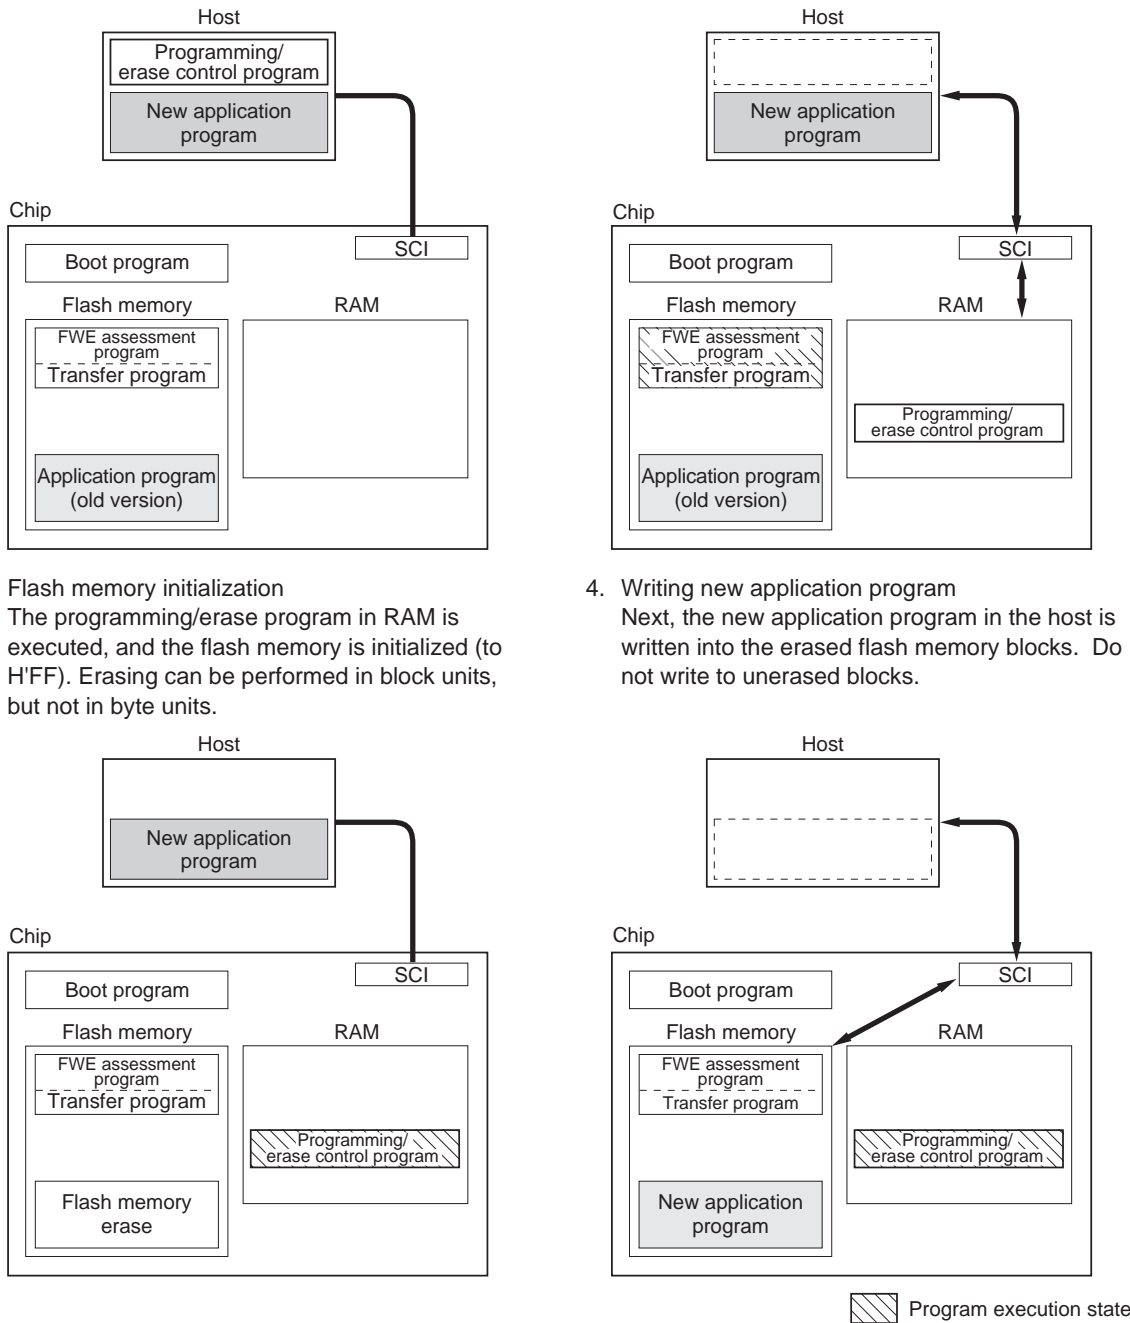 Host
Programming/
erase control program
New application
program
Chip
SCI
Boot program
Flash memory
RAM
FWE assessment
program
Transfer program
Application program
(old version)
Host
New application
program
Chip
SCI
Boot program
Flash memory
RAM
FWE assessment
program
Transfer program
Programming/
erase control program
Application program
(old version)
Flash memory initialization
The programming/erase program in RAM is
executed, and the flash memory is initialized (to
H'FF). Erasing can be performed in block units,
but not in byte units.
4. Writing new application program
Next, the new application program in the host is
written into the erased flash memory blocks. Do
not write to unerased blocks.
Host
New application
program
Chip
SCI
Boot program
Flash memory
RAM
FWE assessment
program
Transfer program
Programming/
erase control program
Flash memory
erase
Host
Chip
SCI
Boot program
Flash memory
RAM
FWE assessment
program
Transfer program
Programming/
erase control program
New application
program
Program execution state